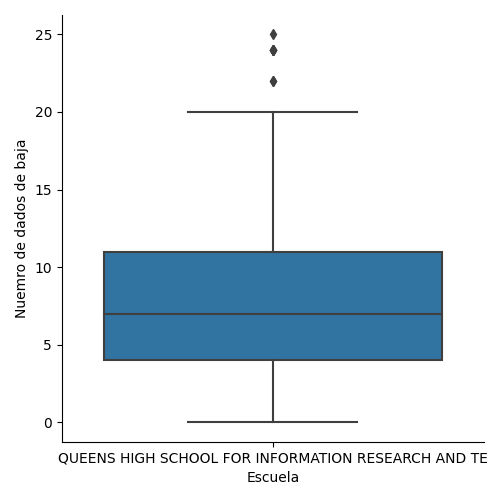 25
20
15
10
5
0
Nuemro de dados de baja
QUEENS HIGH SCHOOL FOR INFORMATION RESEARCH AND TE
Escuela